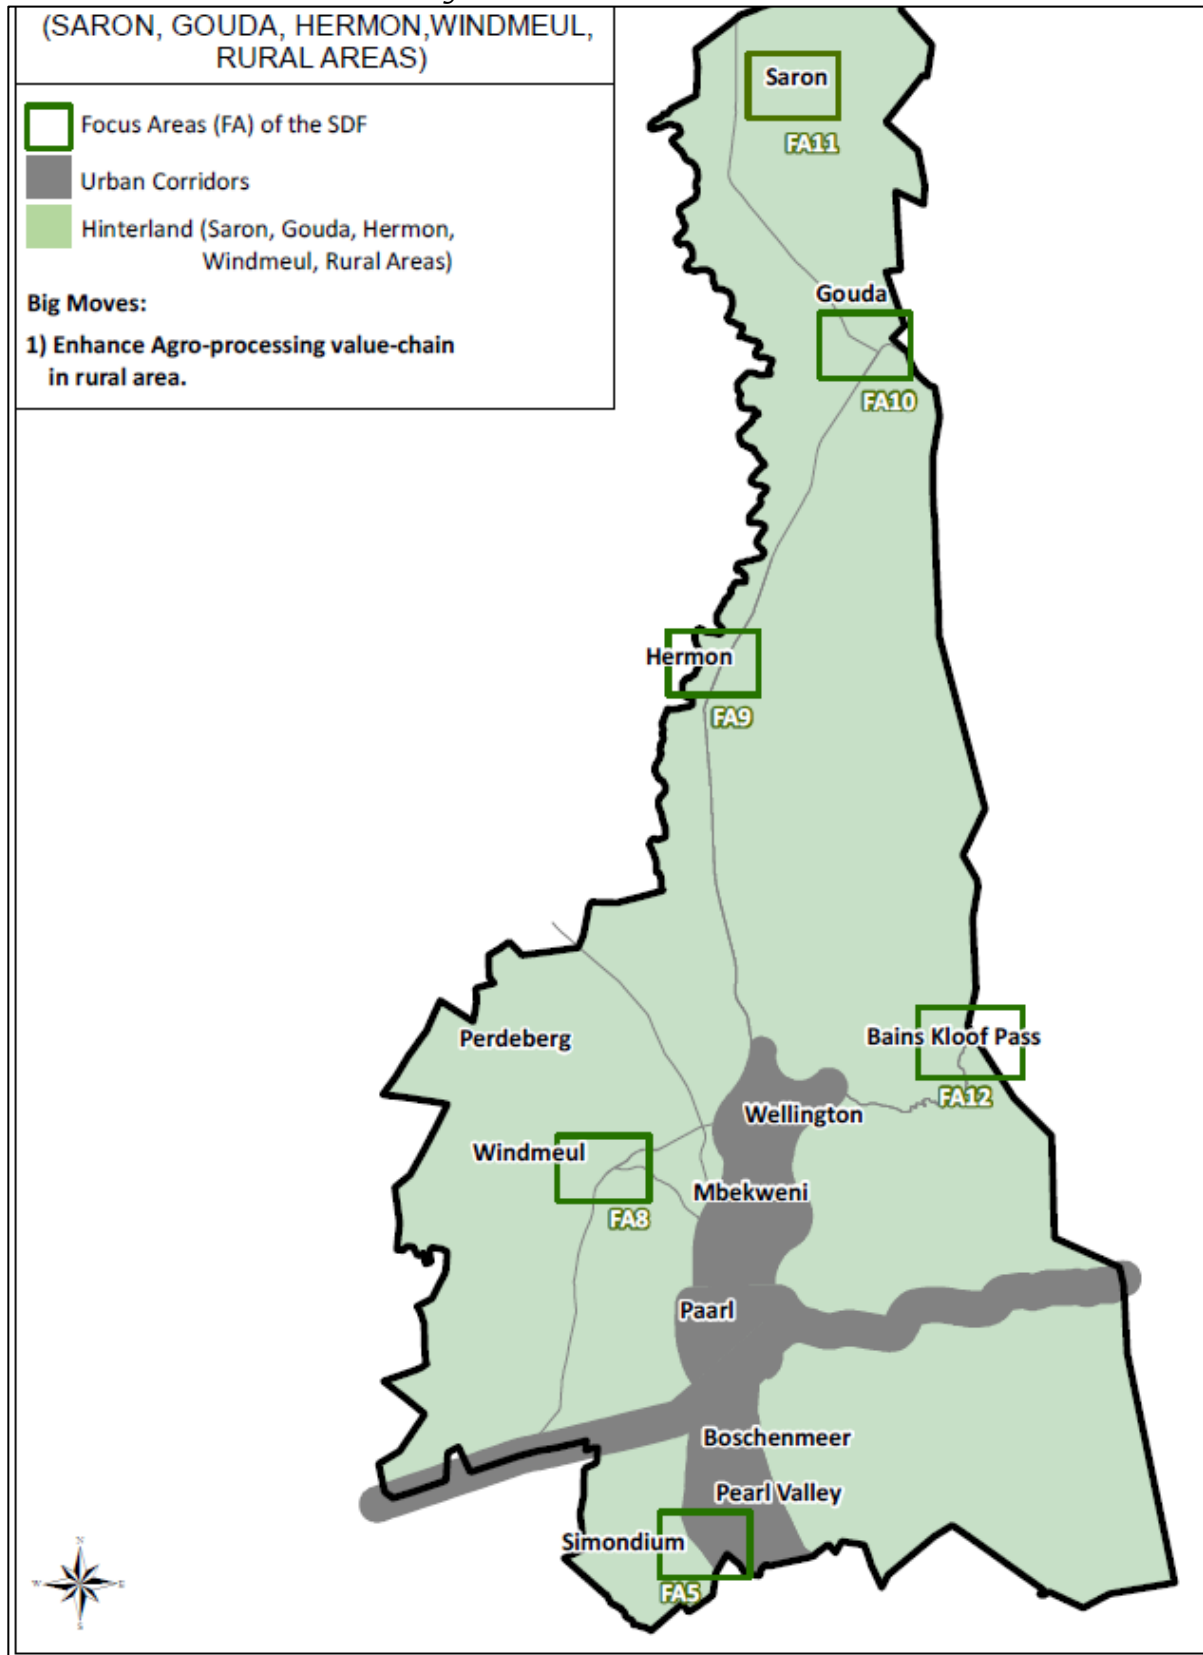 (SARON, GOUDA, HERMON,WINDMEUL,
RURAL AREAS)
Focus Areas (FA) of the SDF
Urban Corridors
Hinterland (Saron, Gouda, Hermon,
Windmeul, Rural Areas)
Big Moves:
1) Enhance Agro-processing value-chain
in rural area.
Saron
FA11
Gouda
FA10
Hermon
FA9
Perdeberg
Bains Kloof Pass
FA12
Wellington
Windmeul
Mbekweni
FA8
Paarl
Boschenmeer
Pearl Valley
Simondium
FA5
N
W
E
S